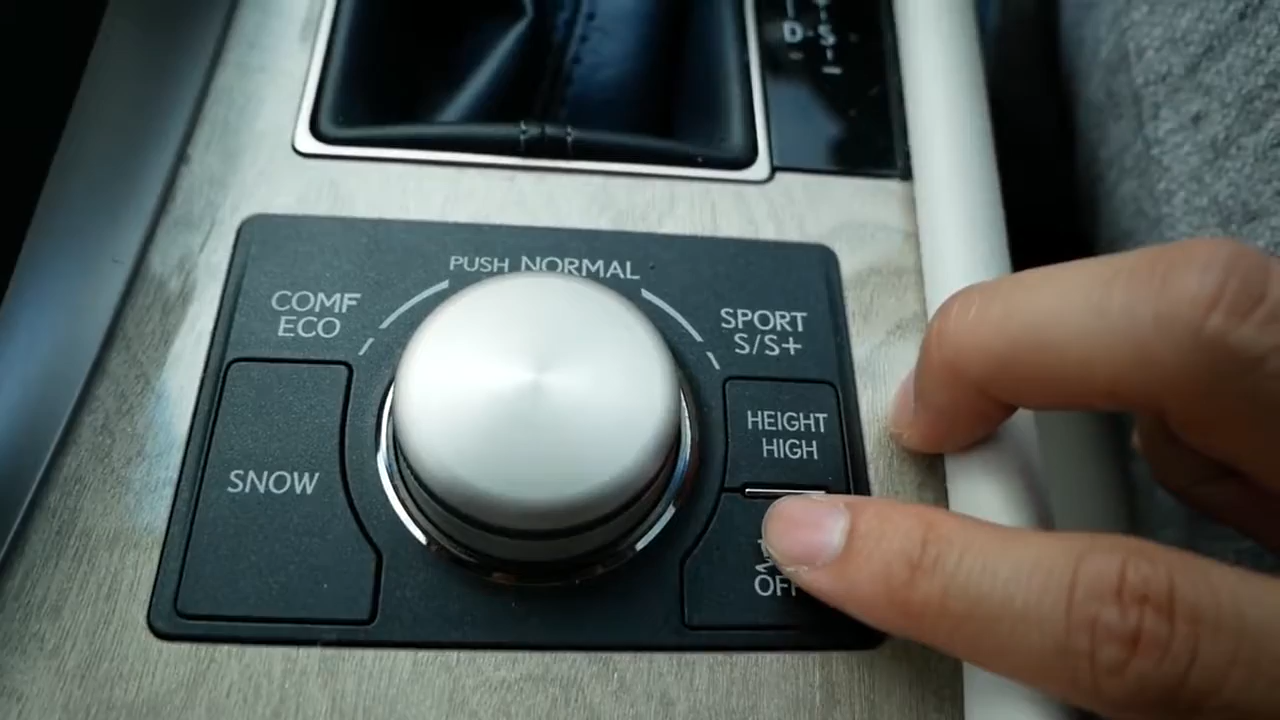 D S
PUSH NORMAL
COMF
ECO
SPORT
S/S+
HEIGHT
HIGH
SNOW
OFF